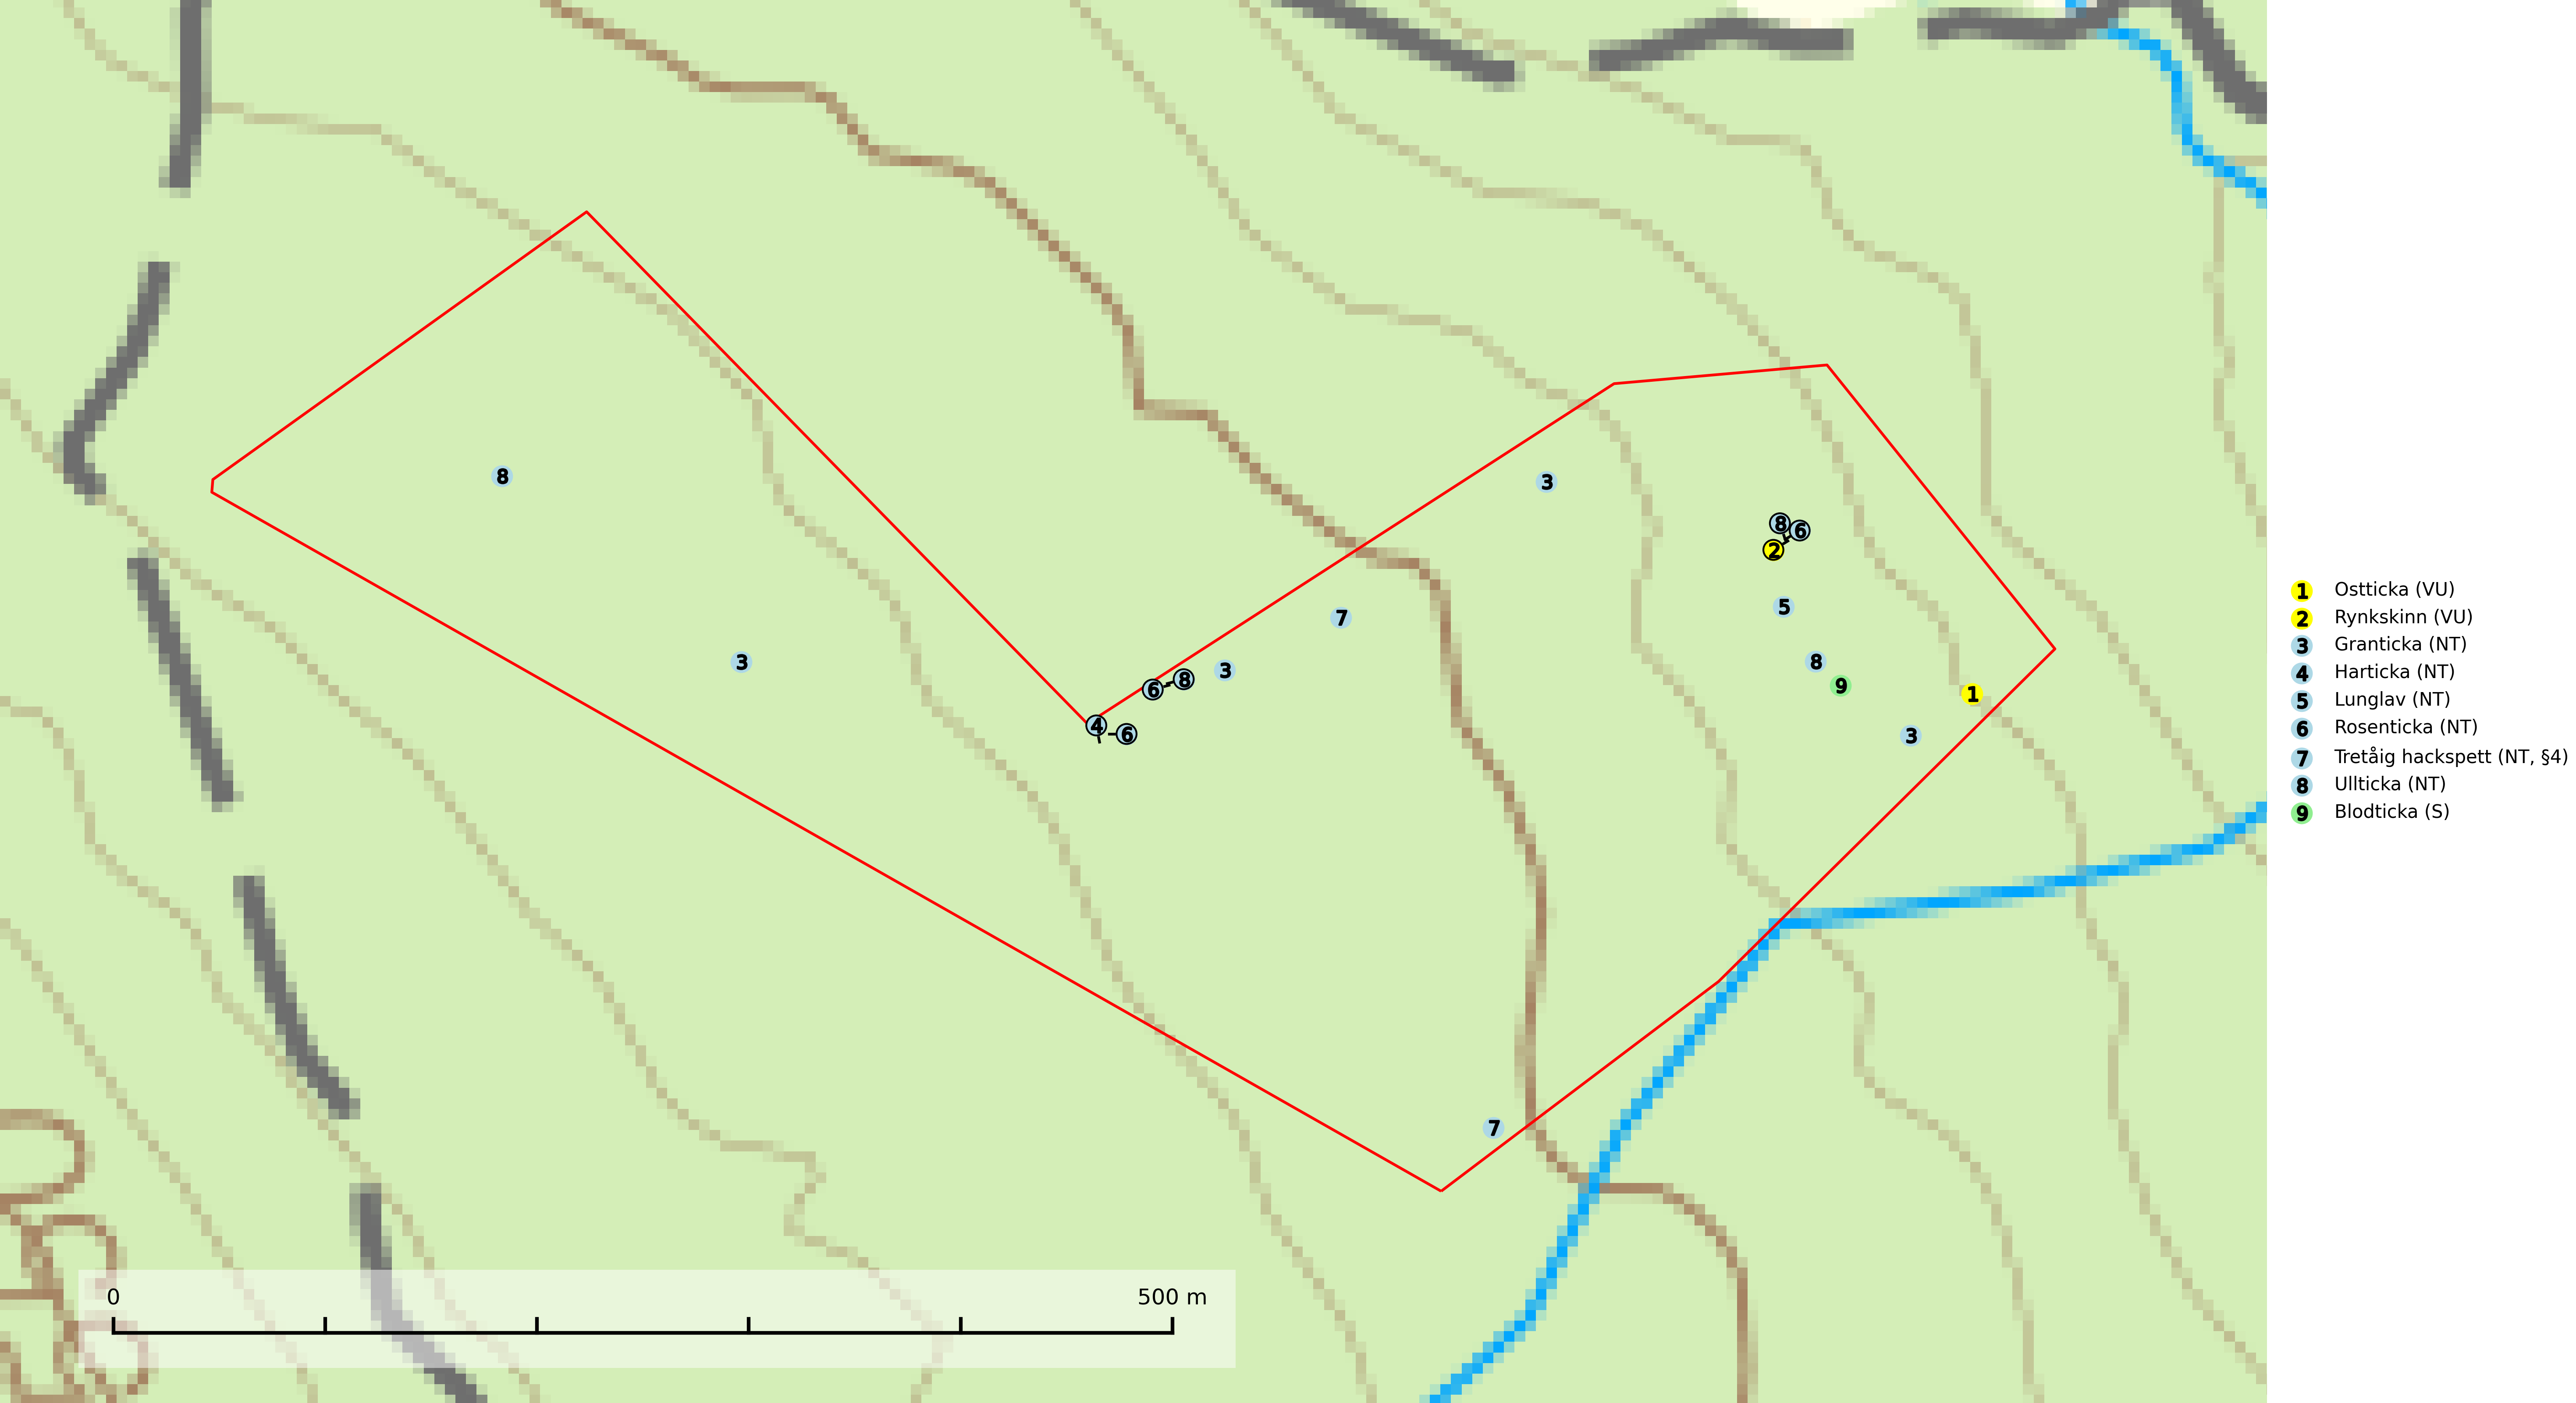 3
8
8 6
2
7
5
3
3
8
6 8
9
1
4 6
3
7
0 500 m
1 Ostticka (VU)
2 Rynkskinn (VU)
3 Granticka (NT)
4 Harticka (NT)
5 Lunglav (NT)
6 Rosenticka (NT)
7 Tretåig hackspett (NT, §4)
8 Ullticka (NT)
9 Blodticka (S)